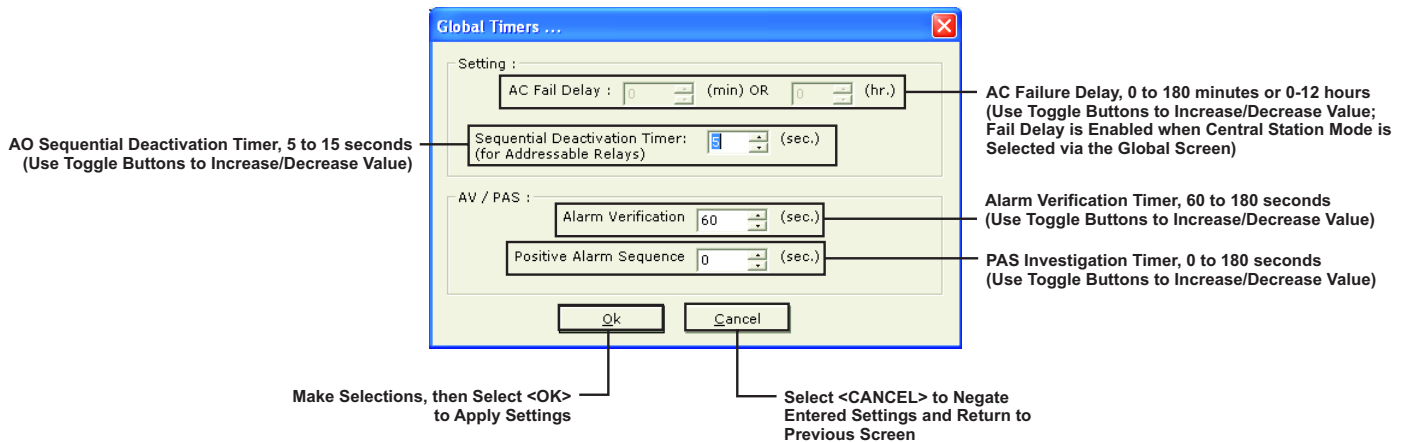 Global Timers ...
Setting :
AC Fail Delay : 0 (min) OR 0 (hr.)
Sequential Deactivation Timer: 5 (sec.)
(for Addressable Relays)
AV / PAS :
Alarm Verification 60 (sec.)
Positive Alarm Sequence 0 (sec.)
Ok Cancel
AO Sequential Deactivation Timer, 5 to 15 seconds
(Use Toggle Buttons to Increase/Decrease Value)
AC Failure Delay, 0 to 180 minutes or 0-12 hours
(Use Toggle Buttons to Increase/Decrease Value;
Fail Delay is Enabled when Central Station Mode is
Selected via the Global Screen)
Alarm Verification Timer, 60 to 180 seconds
(Use Toggle Buttons to Increase/Decrease Value)
PAS Investigation Timer, 0 to 180 seconds
(Use Toggle Buttons to Increase/Decrease Value)
Make Selections, then Select <OK>
to Apply Settings
Select <CANCEL> to Negate
Entered Settings and Return to
Previous Screen